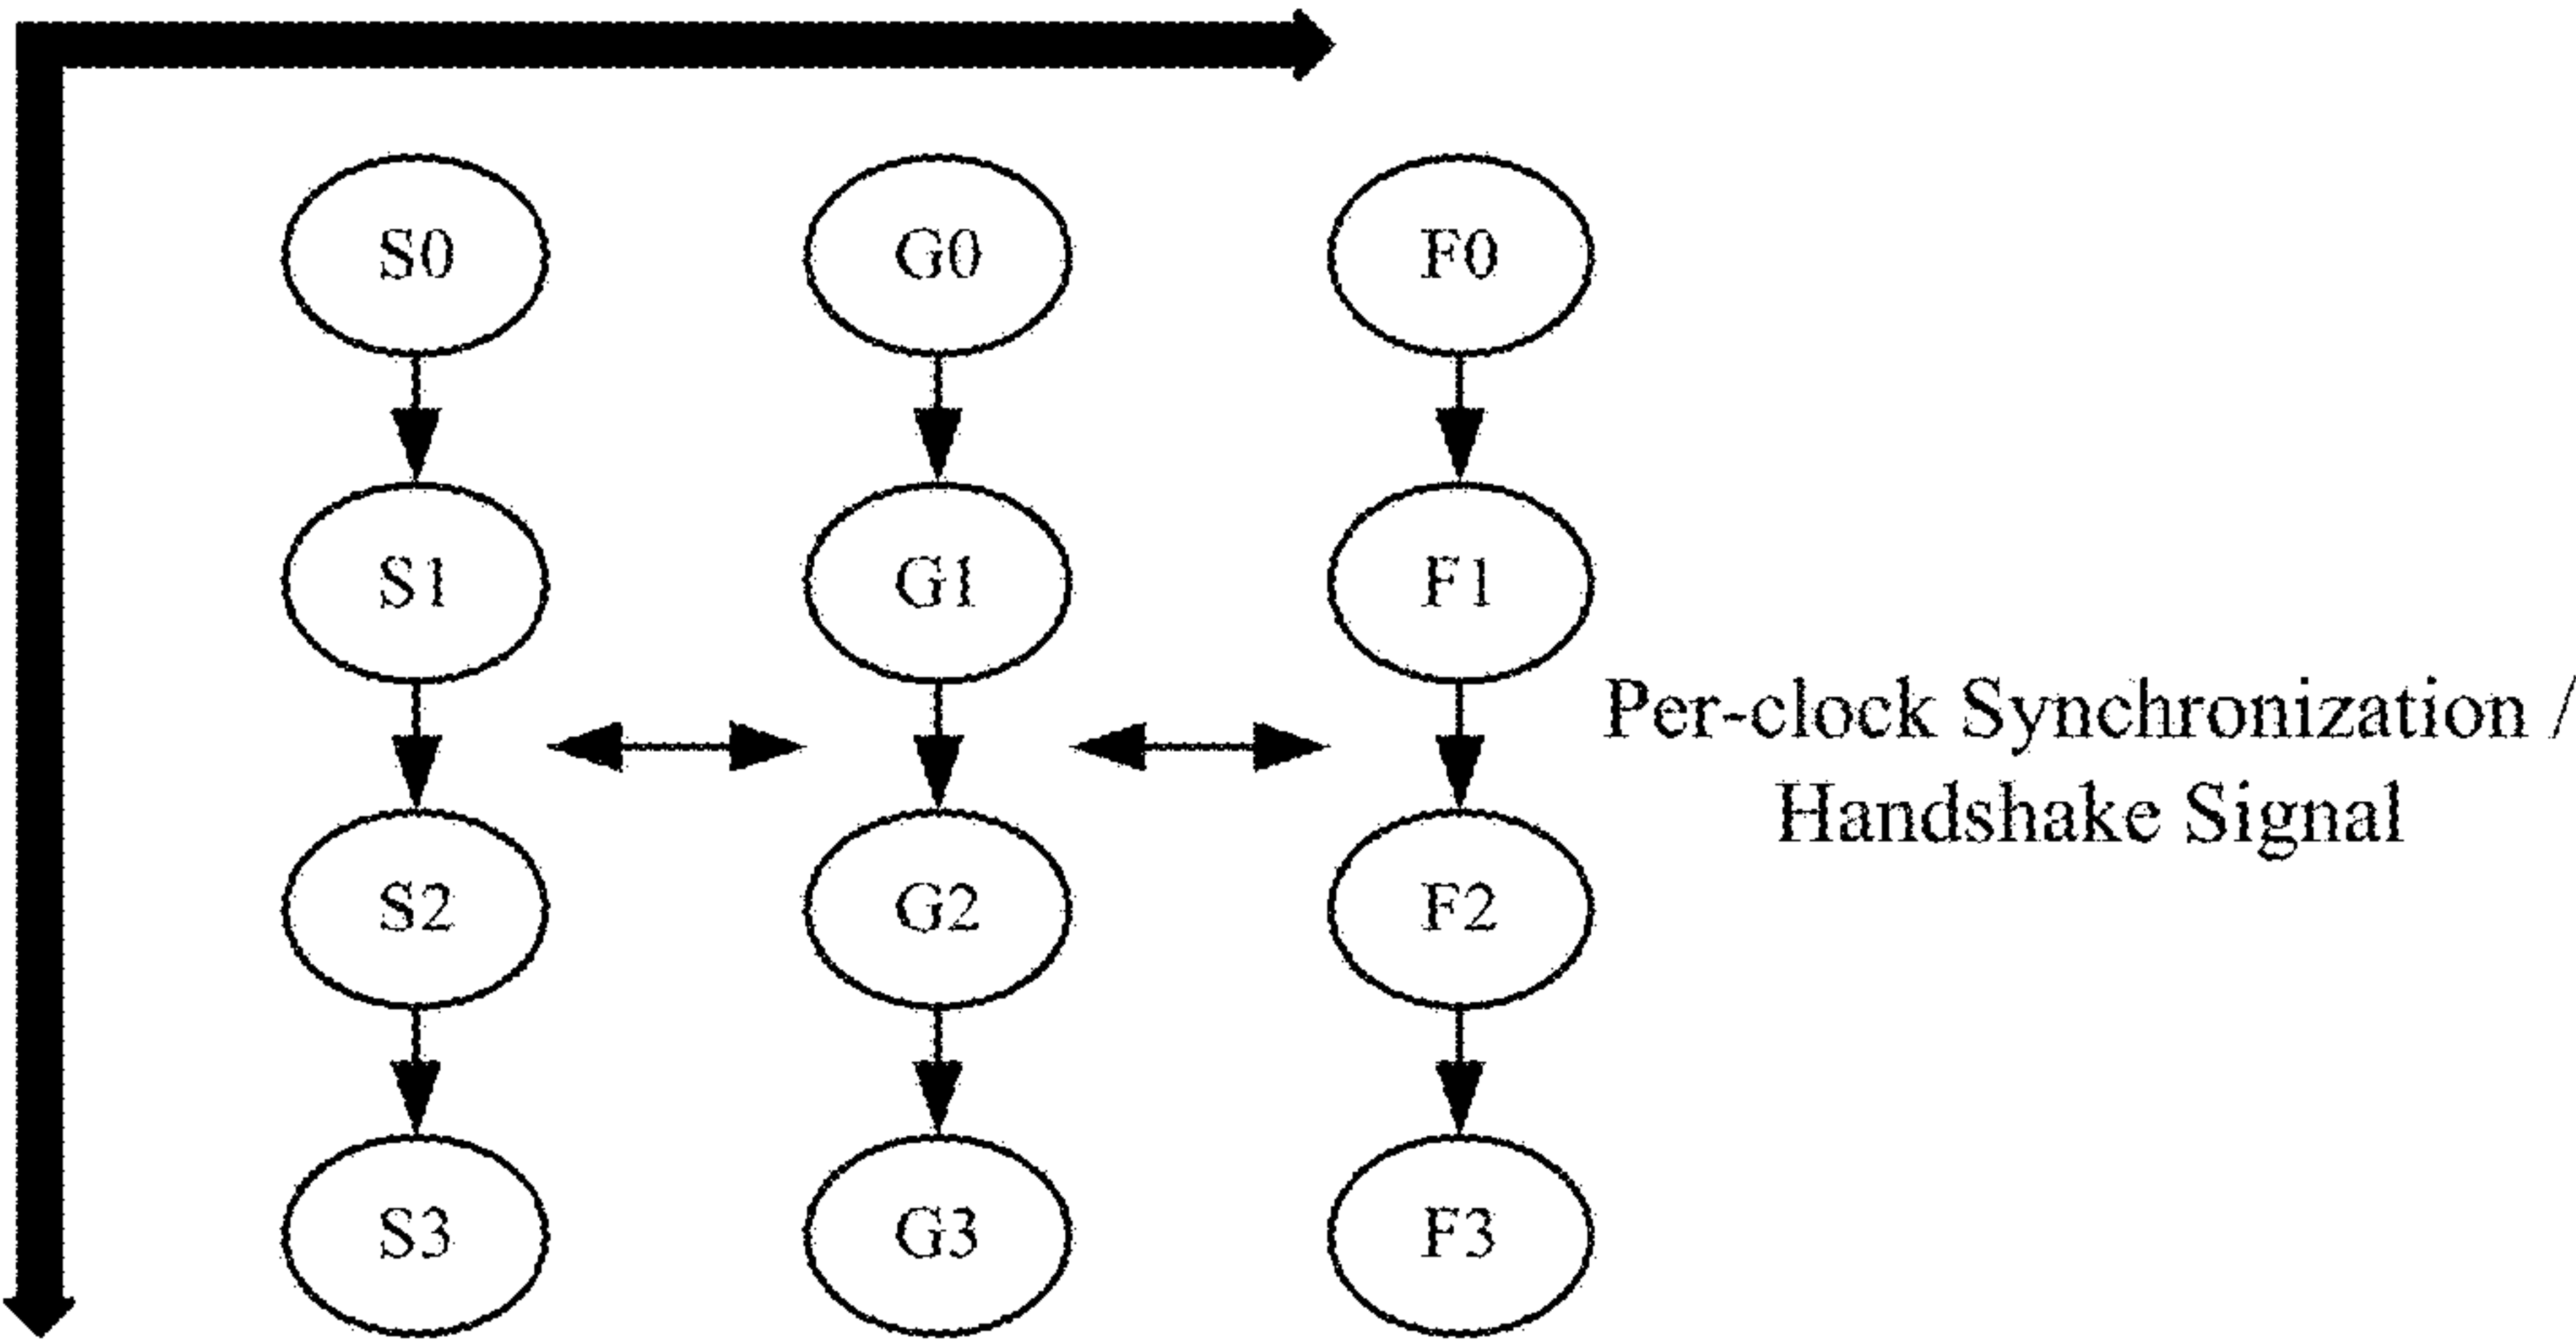 S0 G0 F0
S1 G1 F1
Per-clock Synchronization /
Handshake Signal
S2 G2 F2
S3 G3 F3